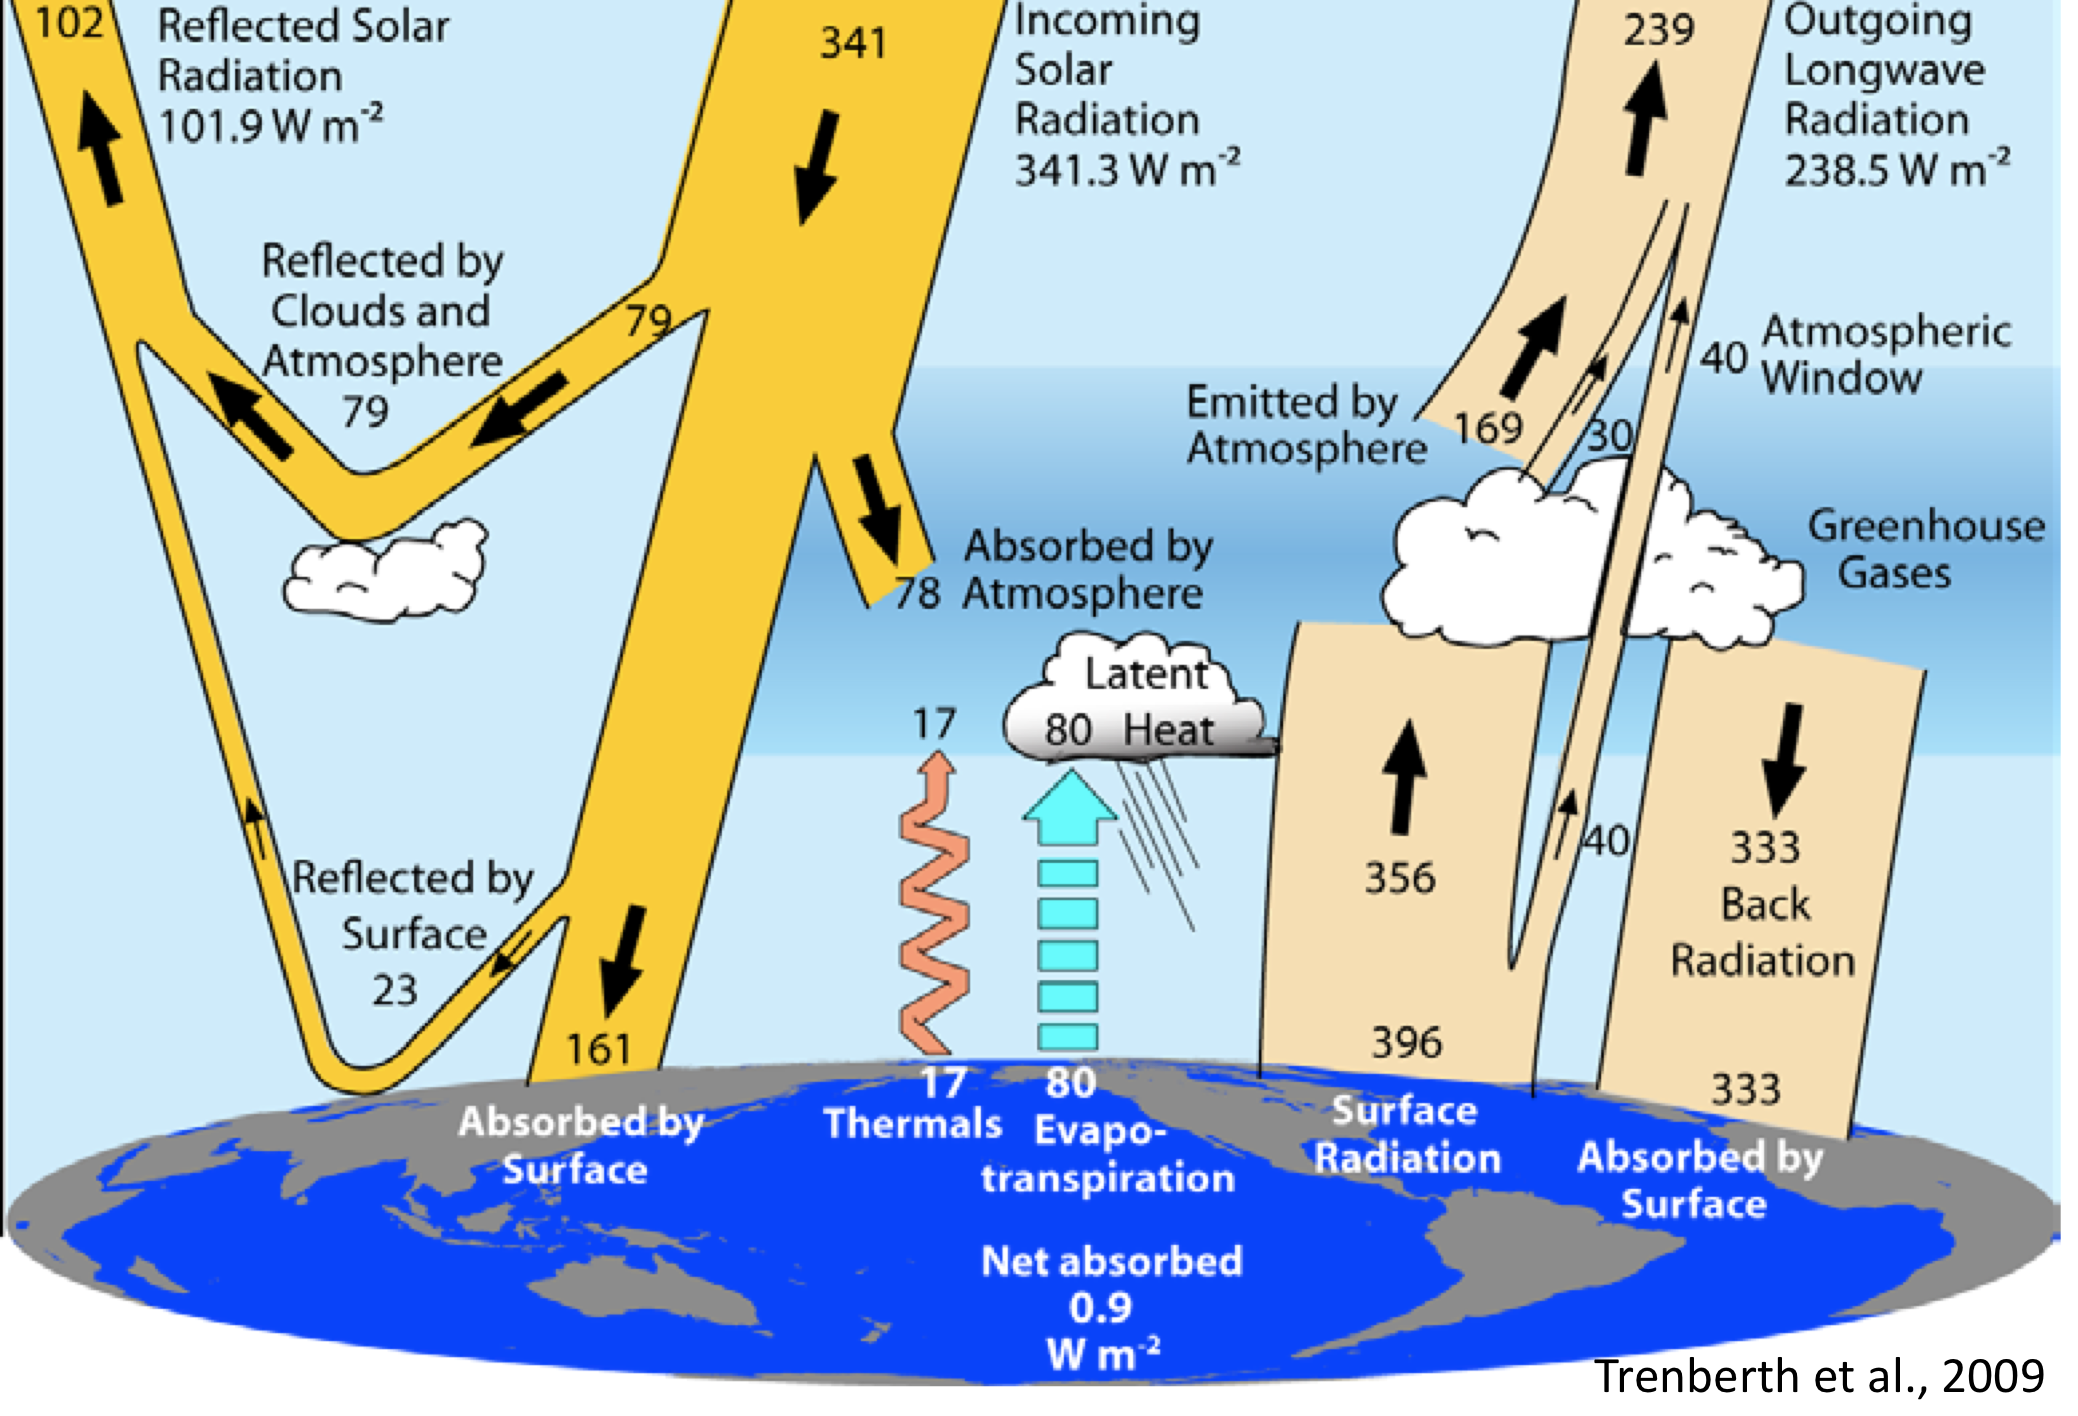 102
Reflected Solar
Radiation
101.9 W m⁻²
341
Incoming
Solar
Radiation
341.3 W m⁻²
239
Outgoing
Longwave
Radiation
238.5 W m⁻²
Reflected by
Clouds and
Atmosphere
79
79
Emitted by
Atmosphere
169
30
40
Atmospheric
Window
Greenhouse
Gases
Absorbed by
78 Atmosphere
Latent
80 Heat
17
Reflected by
Surface
23
161
356
40
333
Back
Radiation
396
333
Absorbed by
Surface
17
Thermals
80
Evapo-
transpiration
Surface
Radiation
Absorbed by
Surface
Net absorbed
0.9
W m⁻²
Trenberth et al., 2009